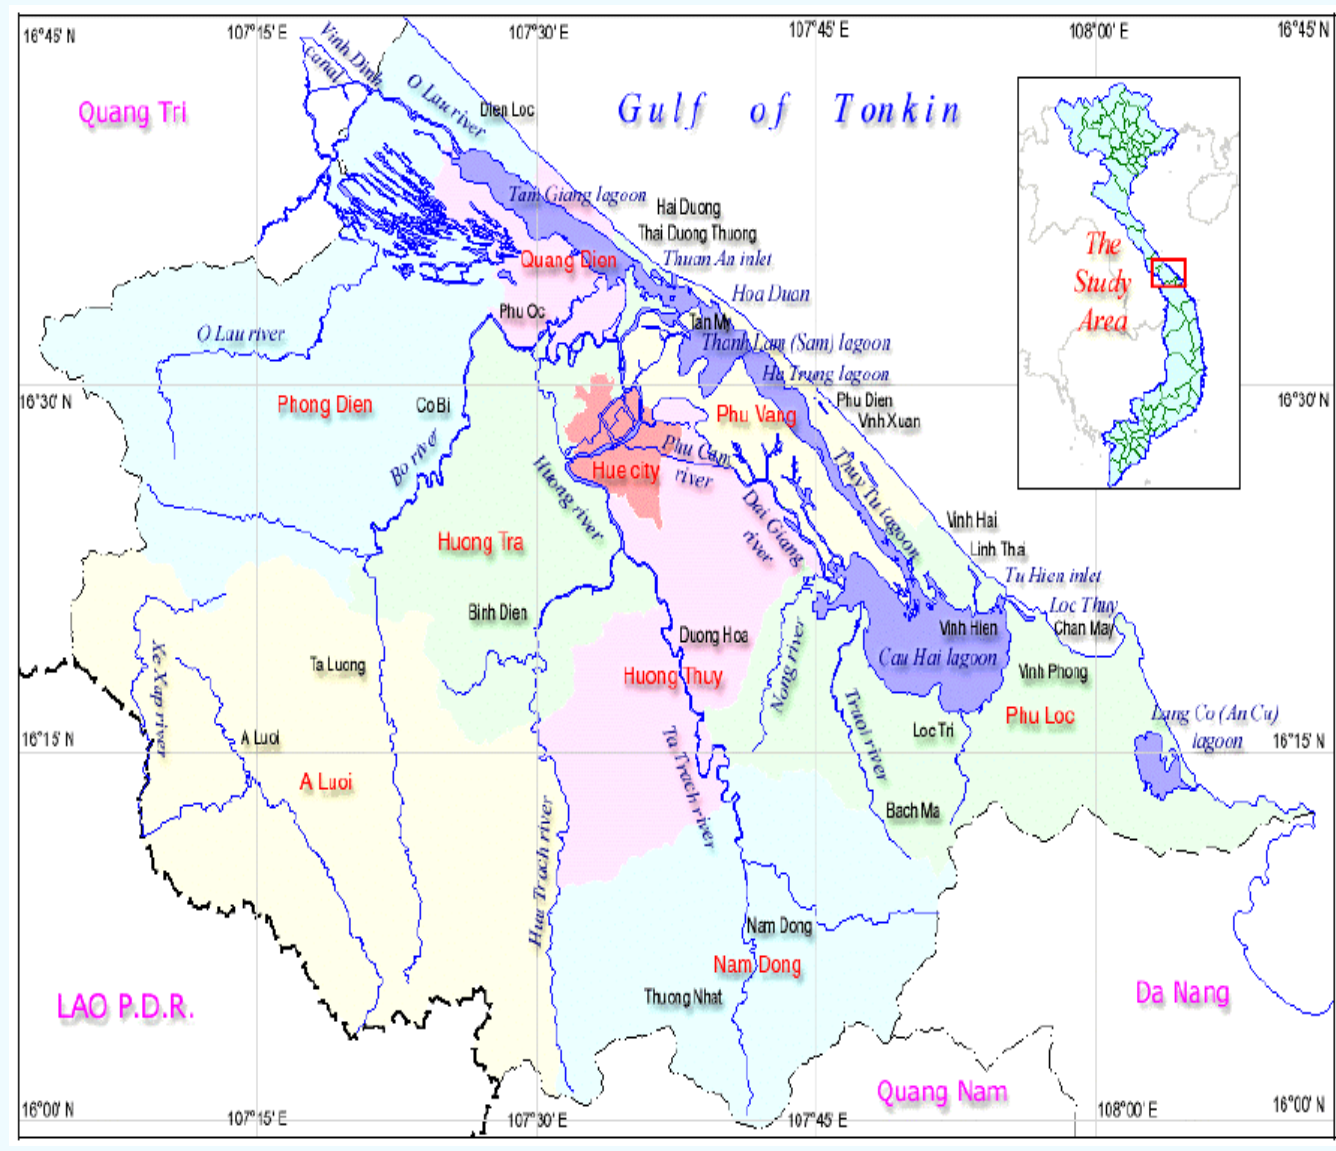 16°45' N
107°15' E
107°30' E
107°45' E
108°00' E
16°45' N
Vinh Dinh
canal
O Lau river
Dien Loc
Quang Tri
Gulf of Tonkin
Tam Giang lagoon
Hai Duong
Thai Duong Thuong
Thuan An inlet
Quang Dien
Hoa Duan
The
Study
Area
Phu Oc
Tan My
O Lau river
Thanh Lam (Sam) lagoon
Ha Trung lagoon
16°30' N
Phong Dien
Co Bi
Phu Vang
Phu Dien
Vinh Xuan
16°30' N
Bo river
Huong river
Hue city
Phu Cam
river
Thuy Tu lagoon
Dai Giang
river
Vinh Hai
Huong Tra
Linh Thai
Tu Hien inlet
Binh Dien
Loc Thuy
Chan May
Vinh Hien
Duong Hoa
Xe Xap river
Ta Luong
Nong river
Cau Hai lagoon
Huong Thuy
Vinh Phong
Truoi river
Phu Loc
Lang Co (An Cu)
lagoon
16°15' N
A Luoi
Ta Trach river
Loc Tri
16°15' N
A Luoi
Bach Ma
Huu Trach river
Nam Dong
Nam Dong
Thuong Nhat
LAO P.D.R.
Da Nang
Quang Nam
16°00' N
107°15' E
107°30' E
107°45' E
108°00' E
16°00' N